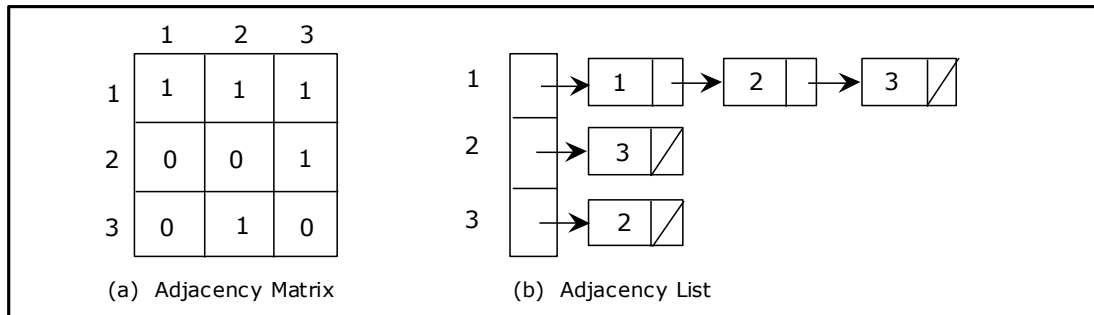 1 2 3
1 1 1 1
2 0 0 1
3 0 1 0
(a) Adjacency Matrix
1 1 2 3
2 3
3 2
(b) Adjacency List